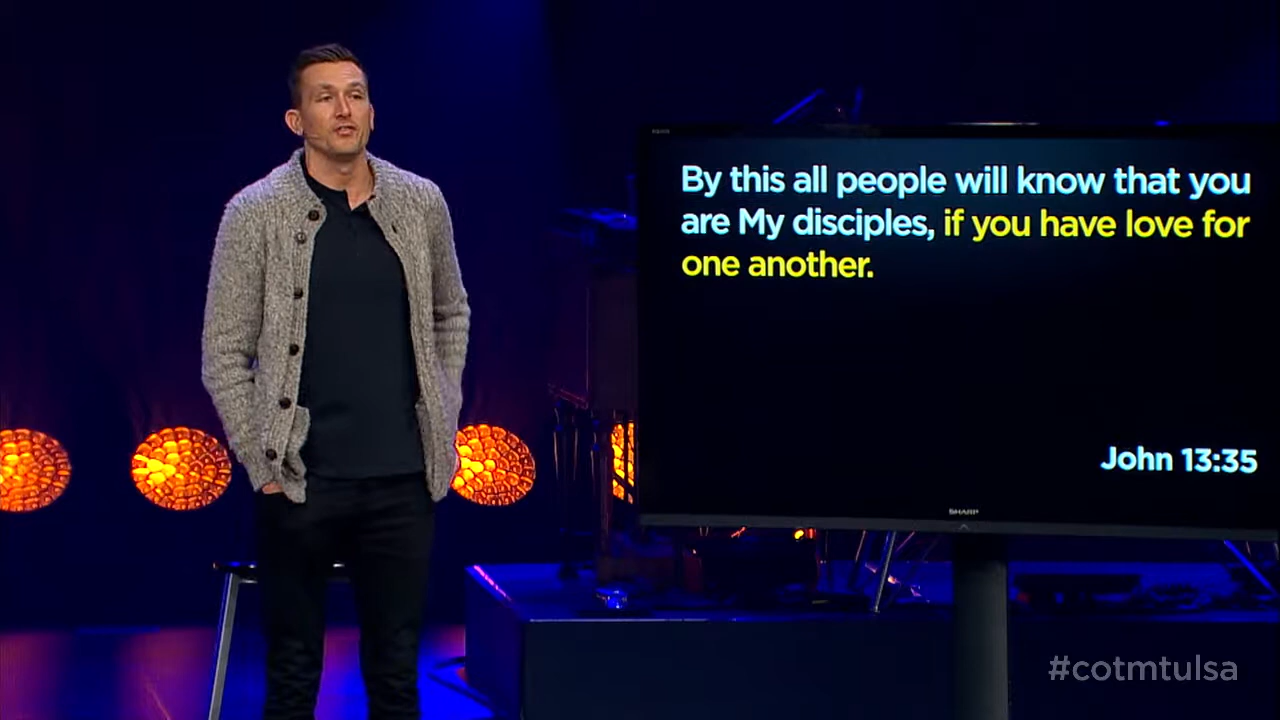 By this all people will know that you
are My disciples, if you have love for
one another.
John 13:35
SHARP
#cotmtulsa